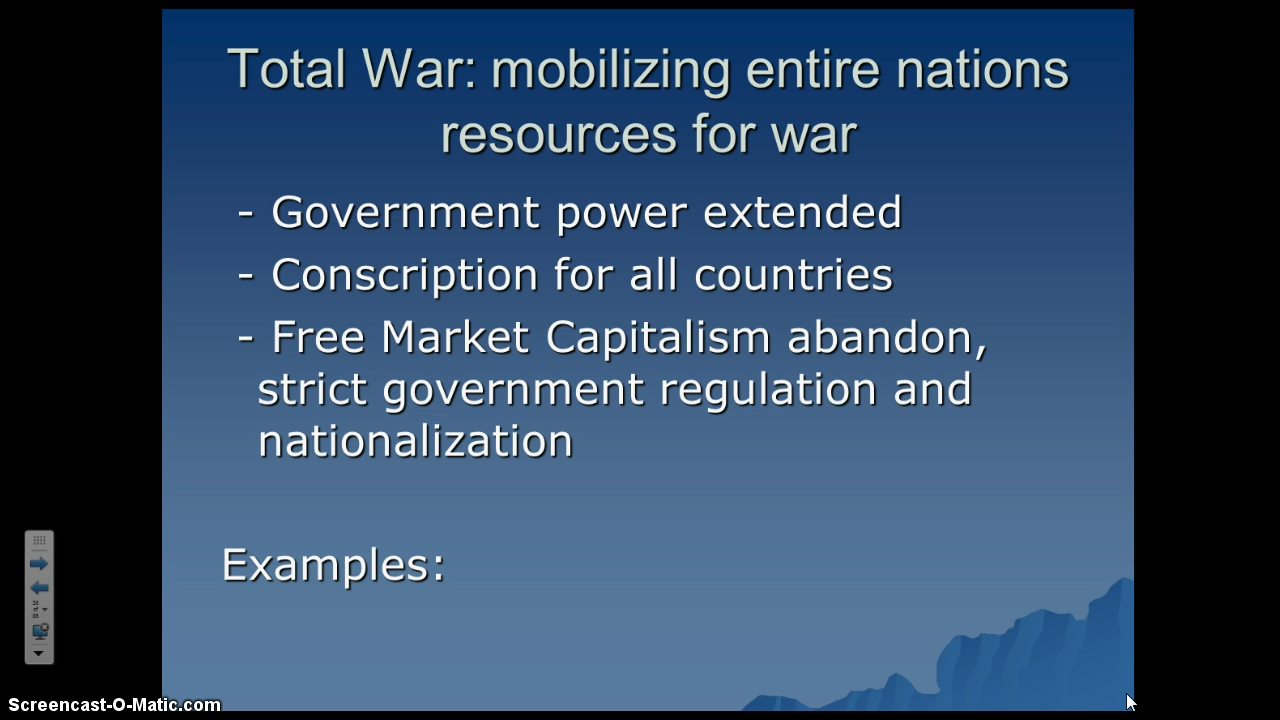 Total War: mobilizing entire nations
resources for war
- Government power extended
- Conscription for all countries
- Free Market Capitalism abandon,
strict government regulation and
nationalization
Examples:
Screencast-O-Matic.com